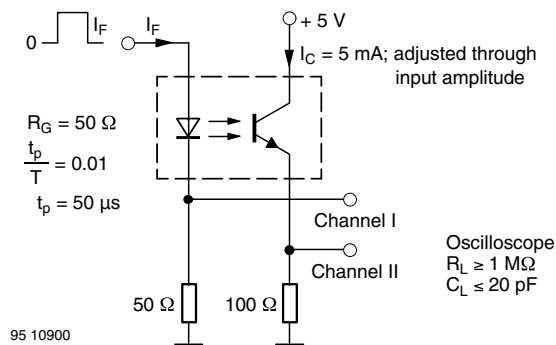 0
I_F
I_F
+ 5 V
I_C = 5 mA; adjusted through
input amplitude
R_G = 50 Ω
t_p
T
= 0.01
t_p = 50 µs
Channel I
Channel II
Oscilloscope
R_L ≥ 1 MΩ
C_L ≤ 20 pF
50 Ω
100 Ω
95 10900